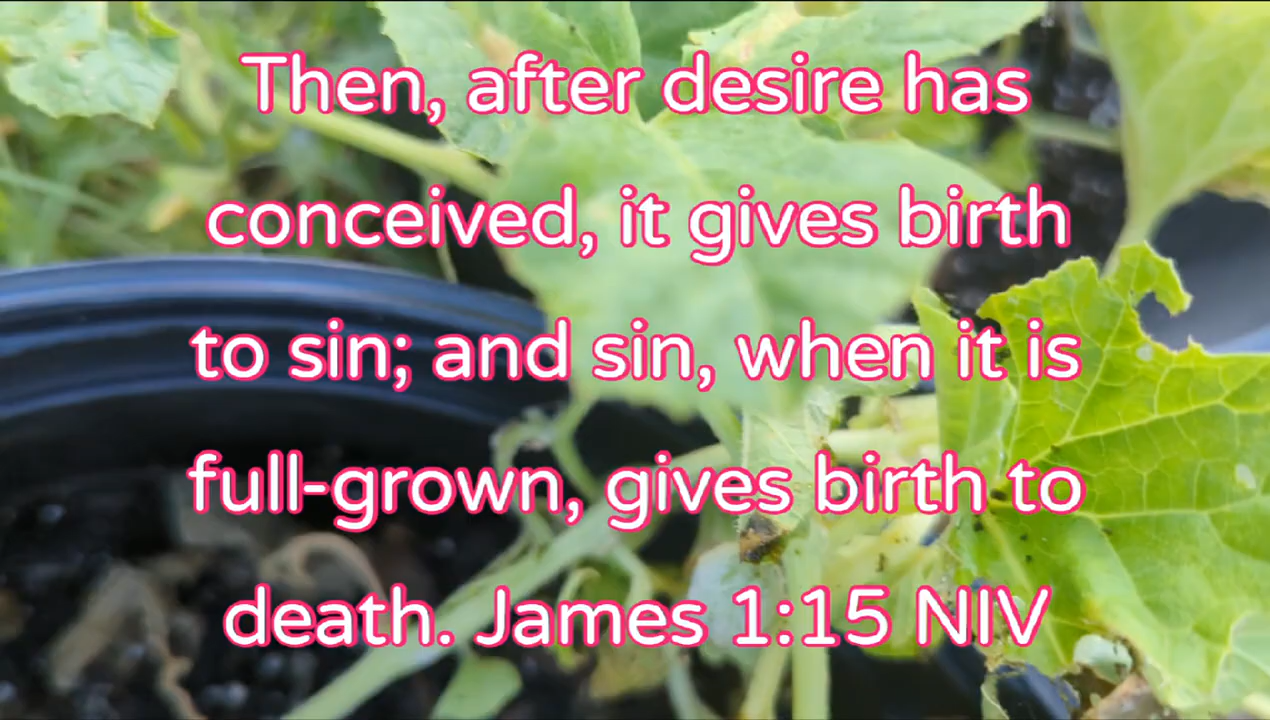 Then, after desire has
conceived, it gives birth
to sin; and sin, when it is
full-grown, gives birth to
death. James 1:15 NIV